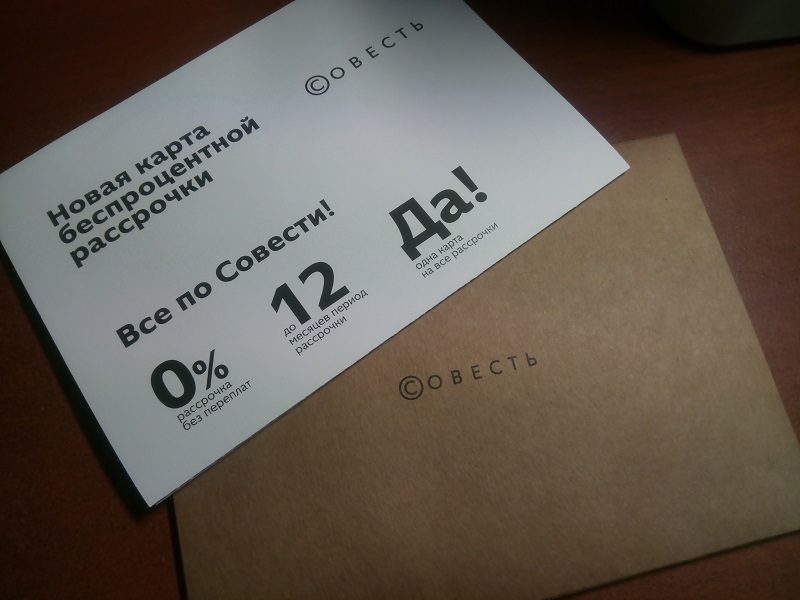 ©ОВЕСТЬ
Новая карта
беспроцентной
рассрочки
Все по Совести!
0%
рассрочка
без переплат
до 12
месяцев период
рассрочки
Да!
одна карта
на все рассрочки
©ОВЕСТЬ